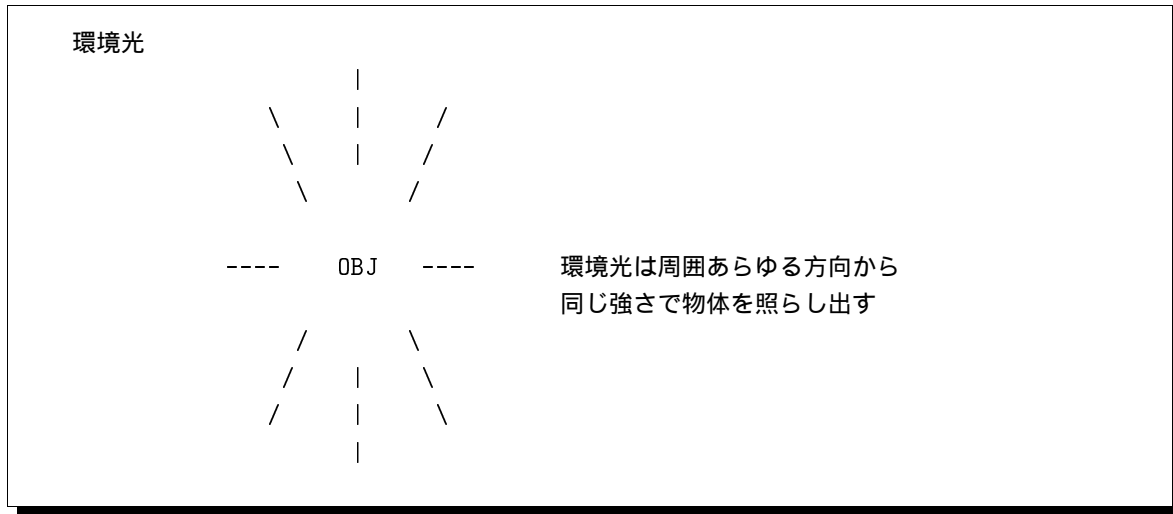 環境光
|
\ | /
\ | /
\ /
---- OBJ ---- 環境光は周囲あらゆる方向から
同じ強さで物体を照らし出す
/ \
/ | \
/ | \
|